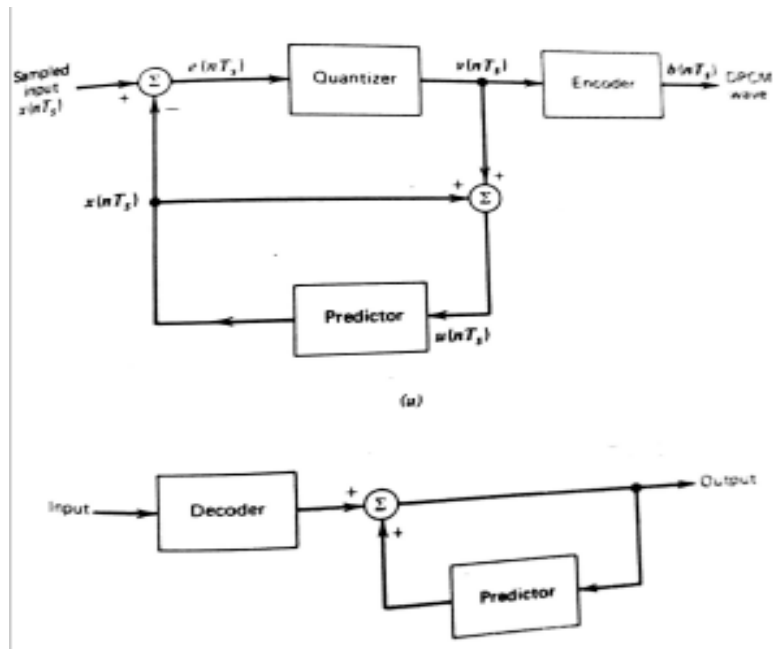 Sampled
input
x(nTs)
+
Σ
−
e(nTs)
Quantizer
v(nTs)
Encoder
b(nTs)
DPCM
wave
x(nTs)
+
+
Σ
Predictor
u(nTs)
(a)
Input
Decoder
+
Σ
+
Output
Predictor